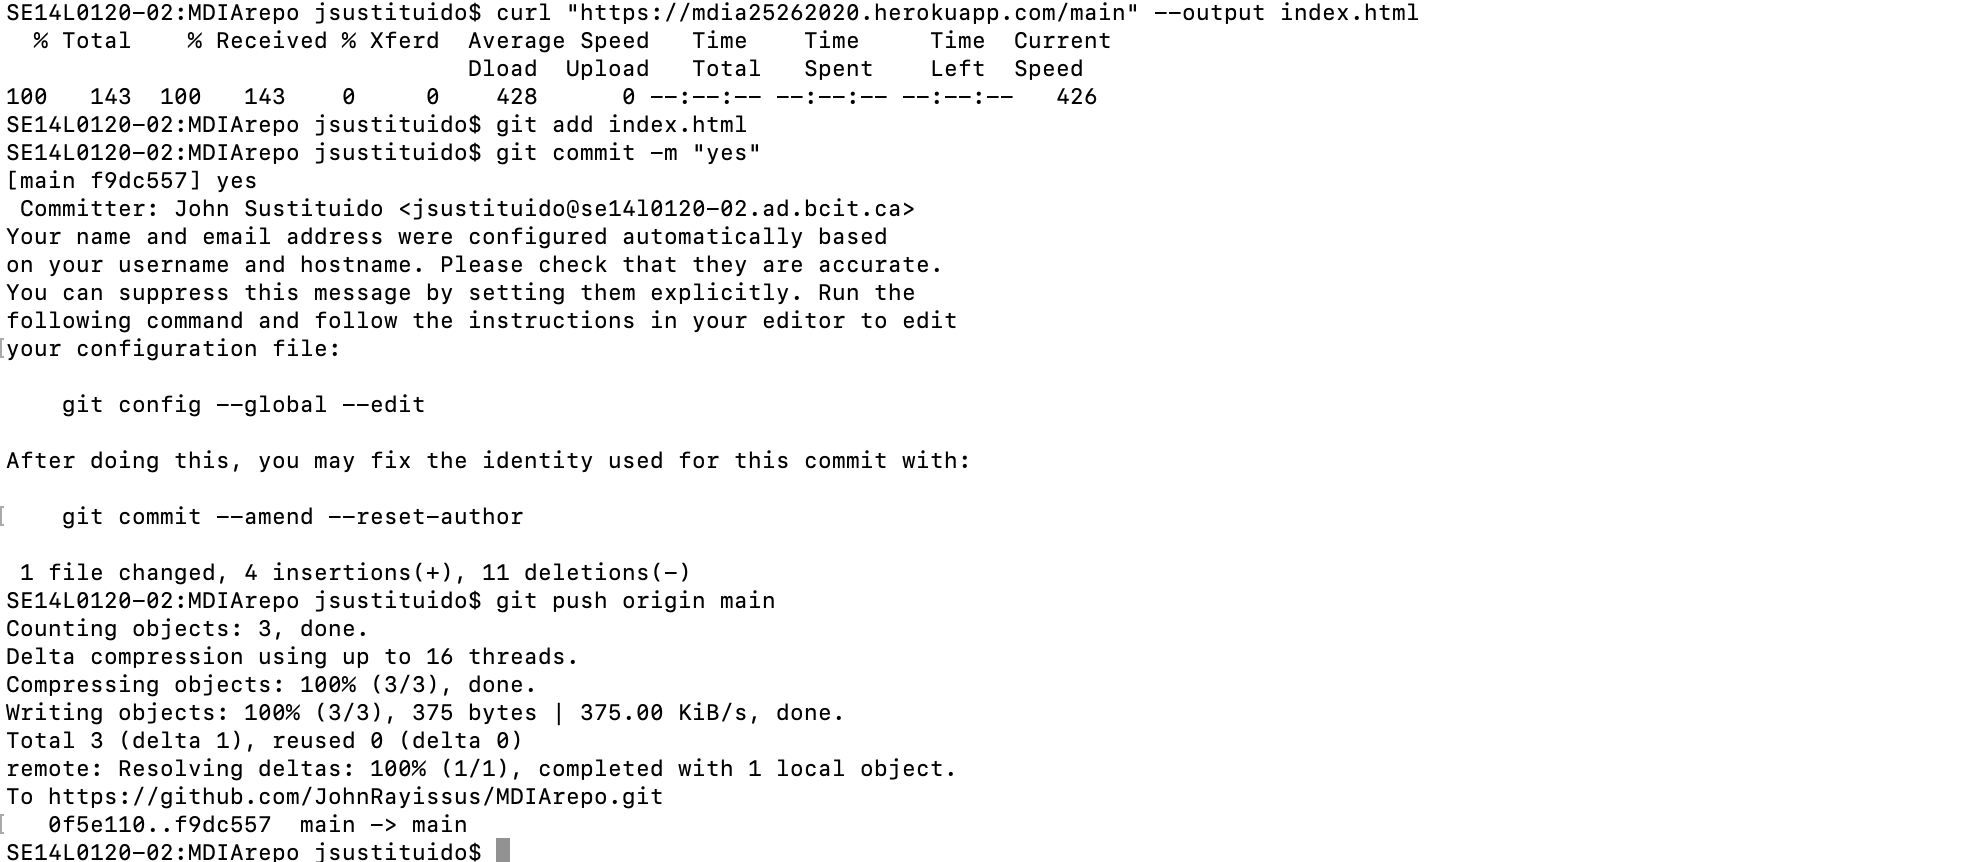 SE14L0120-02:MDIArepo jsustituido$ curl "https://mdia25262020.herokuapp.com/main" --output index.html
  % Total    % Received % Xferd  Average Speed   Time    Time     Time  Current
                                 Dload  Upload   Total   Spent    Left  Speed
100   143  100   143    0     0    428      0 --:--:-- --:--:-- --:--:--   426
SE14L0120-02:MDIArepo jsustituido$ git add index.html
SE14L0120-02:MDIArepo jsustituido$ git commit -m "yes"
[main f9dc557] yes
 Committer: John Sustituido <jsustituido@se14l0120-02.ad.bcit.ca>
Your name and email address were configured automatically based
on your username and hostname. Please check that they are accurate.
You can suppress this message by setting them explicitly. Run the
following command and follow the instructions in your editor to edit
your configuration file:

    git config --global --edit

After doing this, you may fix the identity used for this commit with:

    git commit --amend --reset-author

 1 file changed, 4 insertions(+), 11 deletions(-)
SE14L0120-02:MDIArepo jsustituido$ git push origin main
Counting objects: 3, done.
Delta compression using up to 16 threads.
Compressing objects: 100% (3/3), done.
Writing objects: 100% (3/3), 375 bytes | 375.00 KiB/s, done.
Total 3 (delta 1), reused 0 (delta 0)
remote: Resolving deltas: 100% (1/1), completed with 1 local object.
To https://github.com/JohnRayissus/MDIArepo.git
   0f5e110..f9dc557  main -> main
SE14L0120-02:MDIArepo jsustituido$